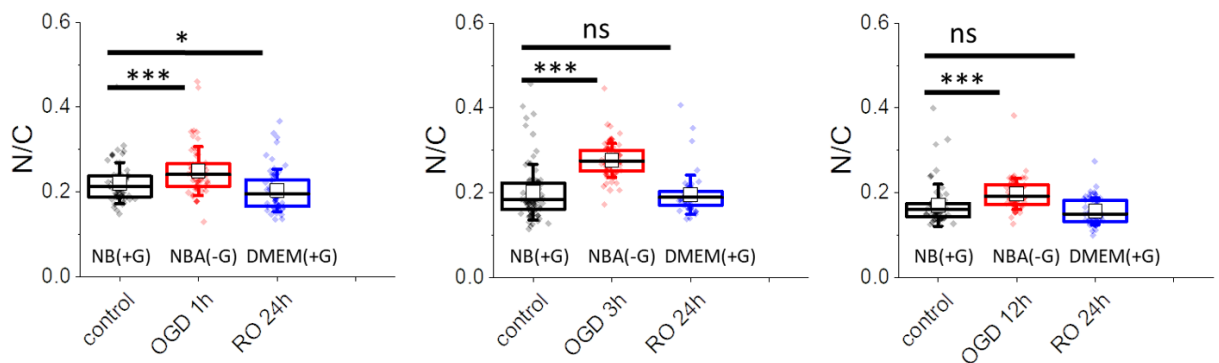 0.6
*
***
0.4
N/C
0.2
NB(+G) NBA(-G) DMEM(+G)
0.0
control
OGD 1h
RO 24h
0.6
ns
***
0.4
N/C
0.2
NB(+G) NBA(-G) DMEM(+G)
0.0
control
OGD 3h
RO 24h
0.6
ns
***
0.4
N/C
0.2
NB(+G) NBA(-G) DMEM(+G)
0.0
control
OGD 12h
RO 24h